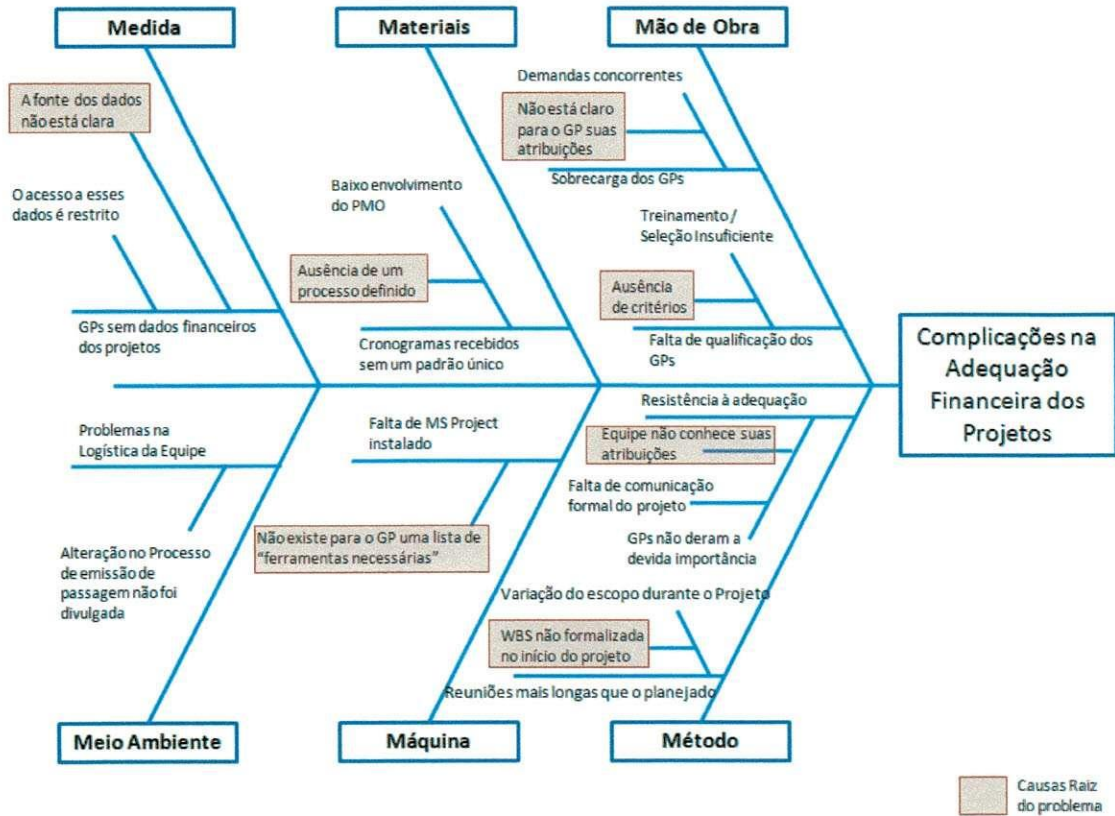 Medida
Materiais
Mão de Obra
A fonte dos dados
não está clara
O acesso a esses
dados é restrito
GPs sem dados financeiros
dos projetos
Baixo envolvimento
do PMO
Ausência de um
processo definido
Cronogramas recebidos
sem um padrão único
Demandas concorrentes
Não está claro
para o GP suas
atribuições
Sobrecarga dos GPs
Treinamento /
Seleção Insuficiente
Ausência
de critérios
Falta de qualificação dos
GPs
Complicações na
Adequação
Financeira dos
Projetos
Problemas na
Logística da Equipe
Alteração no Processo
de emissão de
passagem não foi
divulgada
Falta de MS Project
instalado
Não existe para o GP uma lista de
“ferramentas necessárias”
Resistência à adequação
Equipe não conhece suas
atribuições
Falta de comunicação
formal do projeto
GPs não deram a
devida importância
Variação do escopo durante o Projeto
WBS não formalizada
no início do projeto
Reuniões mais longas que o planejado
Meio Ambiente
Máquina
Método
Causas Raiz
do problema